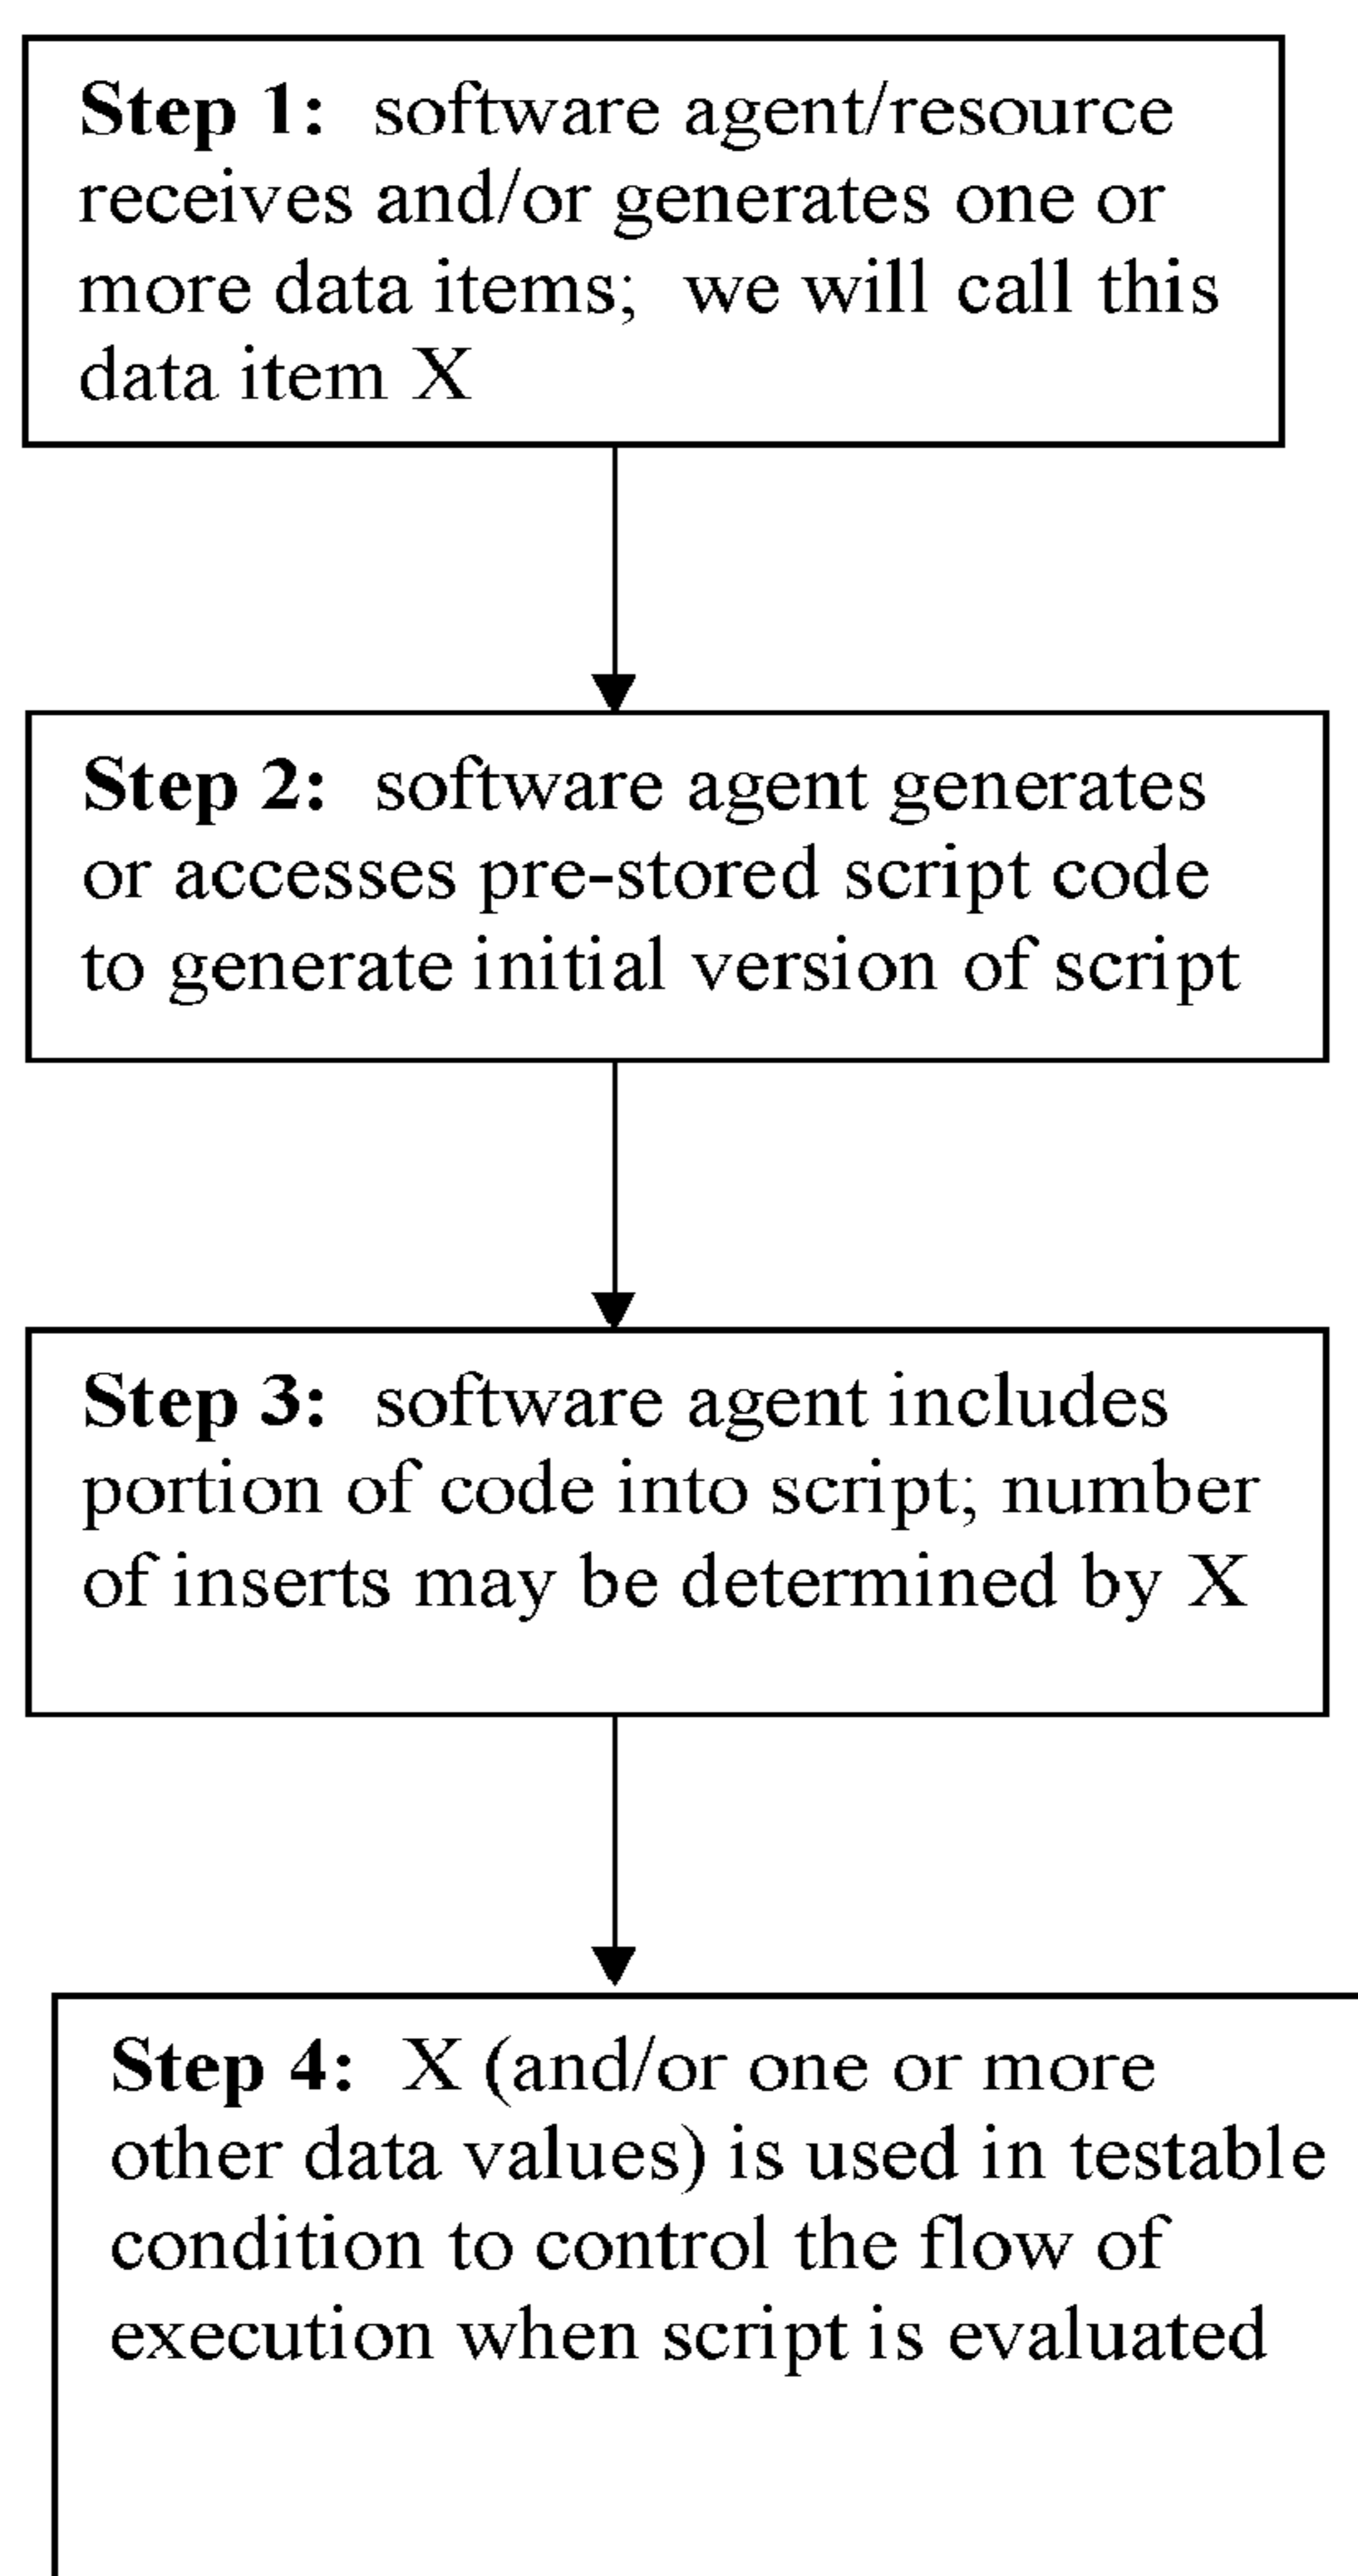 Step 1: software agent/resource
receives and/or generates one or
more data items; we will call this
data item X
Step 2: software agent generates
or accesses pre-stored script code
to generate initial version of script
Step 3: software agent includes
portion of code into script; number
of inserts may be determined by X
Step 4: X (and/or one or more
other data values) is used in testable
condition to control the flow of
execution when script is evaluated